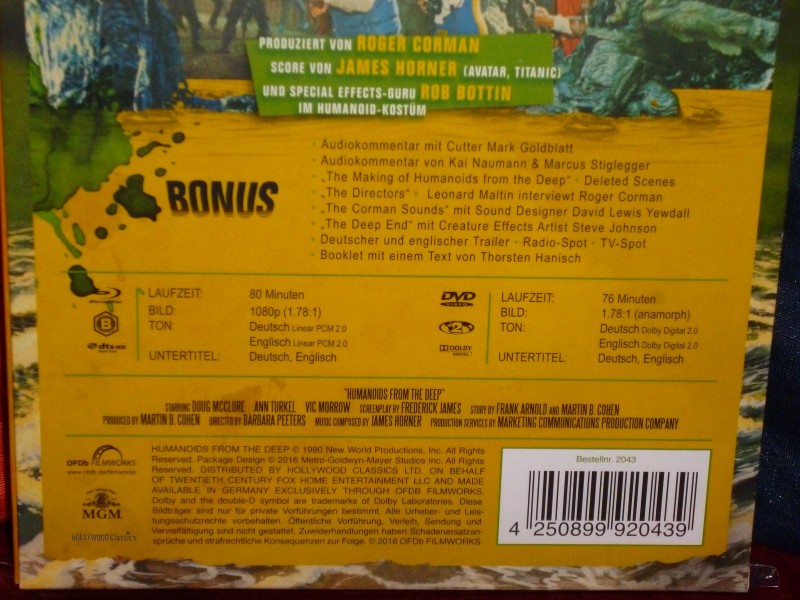 PRODUZIERT VON ROGER CORMAN
SCORE VON JAMES HORNER (AVATAR, TITANIC)
UND SPECIAL EFFECTS-GURU ROB BOTTIN
IM HUMANOID-KOSTÜM
BONUS
· Audiokommentar mit Cutter Mark Goldblatt
· Audiokommentar von Kai Naumann & Marcus Stiglegger
· „The Making of Humanoids from the Deep“ · Deleted Scenes
· „The Directors“ · Leonard Maltin interviewt Roger Corman
· „The Corman Sounds“ mit Sound Designer David Lewis Yewdall
· „The Deep End“ mit Creature Effects Artist Steve Johnson
· Deutscher und englischer Trailer · Radio-Spot · TV-Spot
· Booklet mit einem Text von Thorsten Hanisch
B
dts-HD
LAUFZEIT: 80 Minuten
BILD: 1080p (1.78:1)
TON: Deutsch Linear PCM 2.0
Englisch Linear PCM 2.0
UNTERTITEL: Deutsch, Englisch
DVD
VIDEO
2
DOLBY
LAUFZEIT: 76 Minuten
BILD: 1.78:1 (anamorph)
TON: Deutsch Dolby Digital 2.0
Englisch Dolby Digital 2.0
UNTERTITEL: Deutsch, Englisch
"HUMANOIDS FROM THE DEEP"
STARRING DOUG MCCLURE ANN TURKEL VIC MORROW SCREENPLAY BY FREDERICK JAMES STORY BY FRANK ARNOLD AND MARTIN B. COHEN
PRODUCED BY MARTIN B. COHEN DIRECTED BY BARBARA PEETERS MUSIC COMPOSED BY JAMES HORNER PRODUCTION SERVICES BY MARKETING COMMUNICATIONS PRODUCTION COMPANY
OFDb FILMWORKS
www.ofdb.de/filmworks
MGM
HOLLYWOOD CLASSICS
HUMANOIDS FROM THE DEEP © 1980 New World Productions, Inc. All Rights
Reserved. Package Design © 2016 Metro-Goldwyn-Mayer Studios Inc. All Rights
Reserved. DISTRIBUTED BY HOLLYWOOD CLASSICS LTD. ON BEHALF
OF TWENTIETH CENTURY FOX HOME ENTERTAINMENT LLC AND MADE
AVAILABLE IN GERMANY EXCLUSIVELY THROUGH OFDB FILMWORKS.
Dolby and the double-D symbol are trademarks of Dolby Laboratories. Diese
Bildträger sind nur für private Vorführungen bestimmt. Alle Urheber- und Leis-
tungsschutzrechte vorbehalten. Öffentliche Vorführung, Verleih, Sendung und
Vervielfältigung sind nicht gestattet. Zuwiderhandlungen haben Schadenersatzan-
sprüche und strafrechtliche Konsequenzen zur Folge. © 2016 OFDb FILMWORKS
Bestellnr. 2043
4 250899 920439